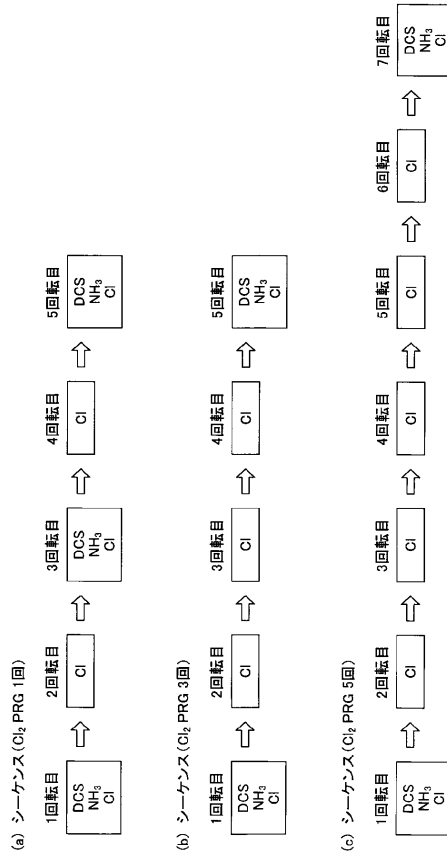 (a) シーケンス(Cl₂ PRG 1回)
1回転目
DCS
NH₃
Cl
2回転目
Cl
3回転目
DCS
NH₃
Cl
4回転目
Cl
5回転目
DCS
NH₃
Cl
(b) シーケンス(Cl₂ PRG 3回)
1回転目
DCS
NH₃
Cl
2回転目
Cl
3回転目
Cl
4回転目
Cl
5回転目
DCS
NH₃
Cl
(c) シーケンス(Cl₂ PRG 5回)
1回転目
DCS
NH₃
Cl
2回転目
Cl
3回転目
Cl
4回転目
Cl
5回転目
Cl
6回転目
Cl
7回転目
DCS
NH₃
Cl